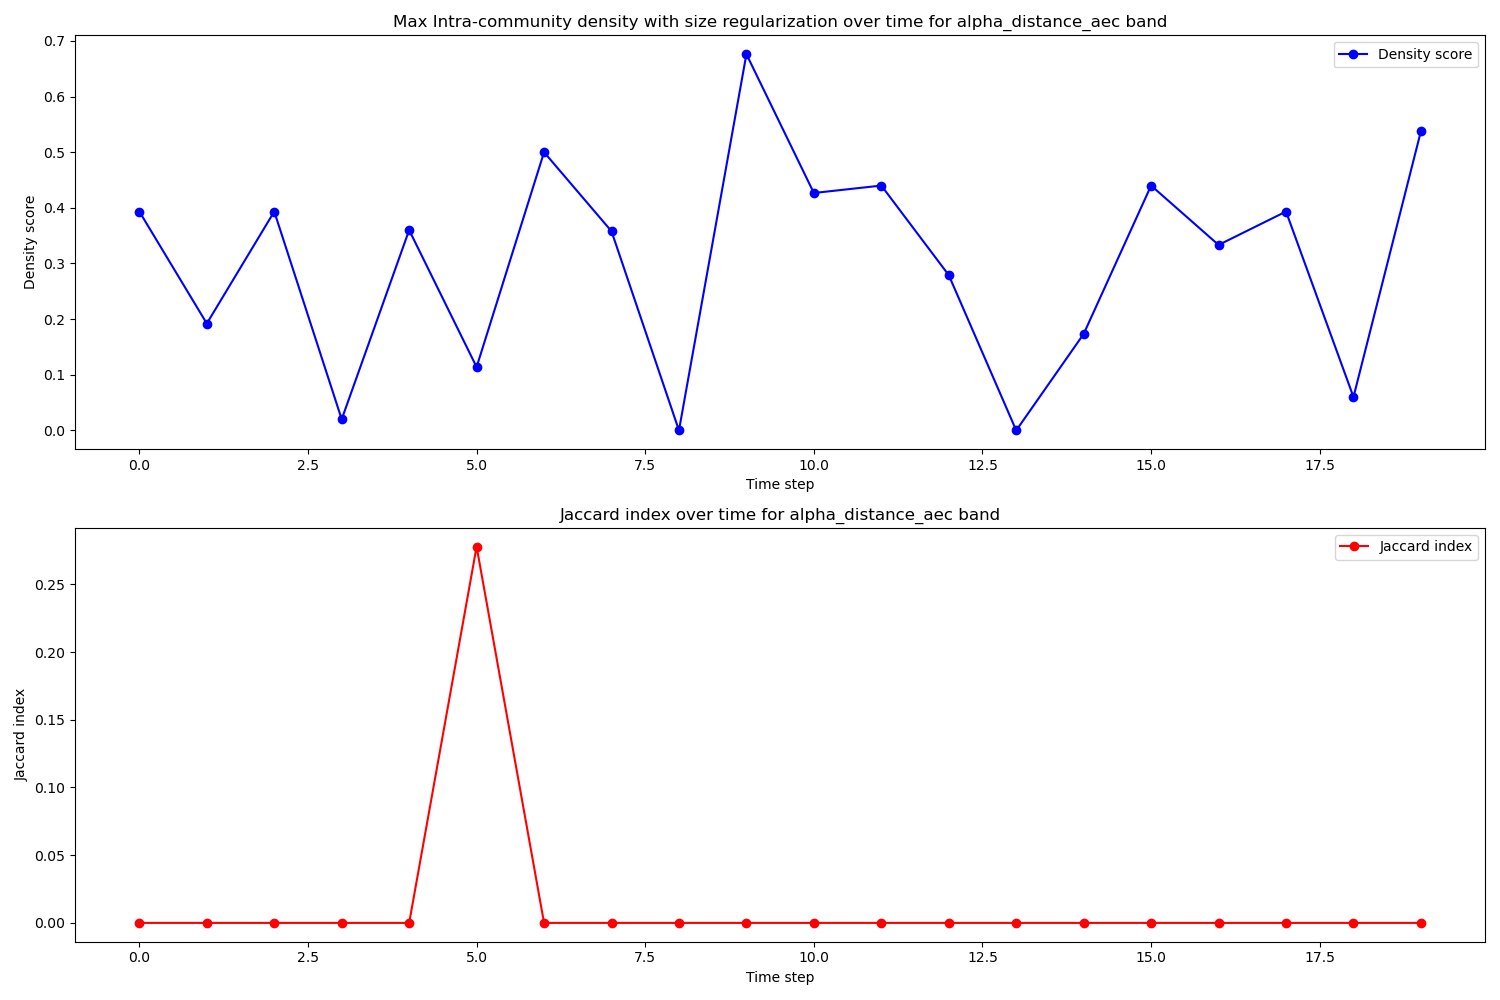 Max Intra-community density with size regularization over time for alpha_distance_aec band
Density score
0.7
0.6
0.5
0.4
0.3
0.2
0.1
0.0
Density score
0.0 2.5 5.0 7.5 10.0 12.5 15.0 17.5
Time step
Jaccard index over time for alpha_distance_aec band
Jaccard index
0.25
0.20
0.15
0.10
0.05
0.00
Jaccard index
0.0 2.5 5.0 7.5 10.0 12.5 15.0 17.5
Time step